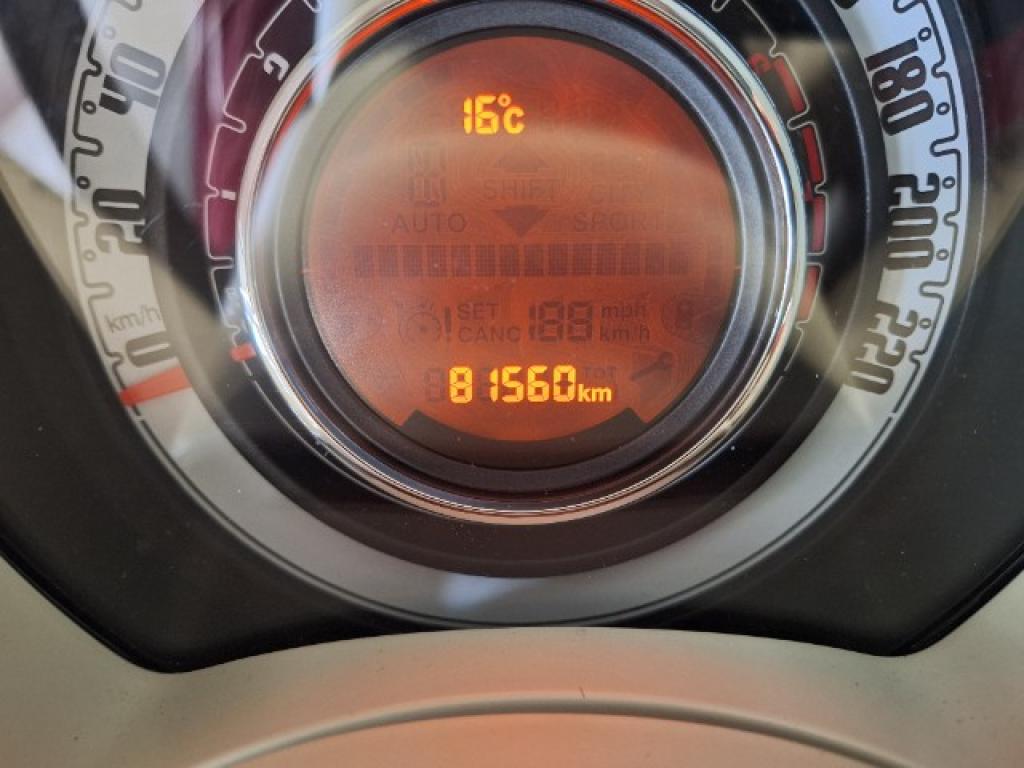 40
20
km/h
0
180
200
220
16°C
SHIFT
CITY
AUTO
SPORT
SET
CANC
188
mph
km/h
TOT
81560km